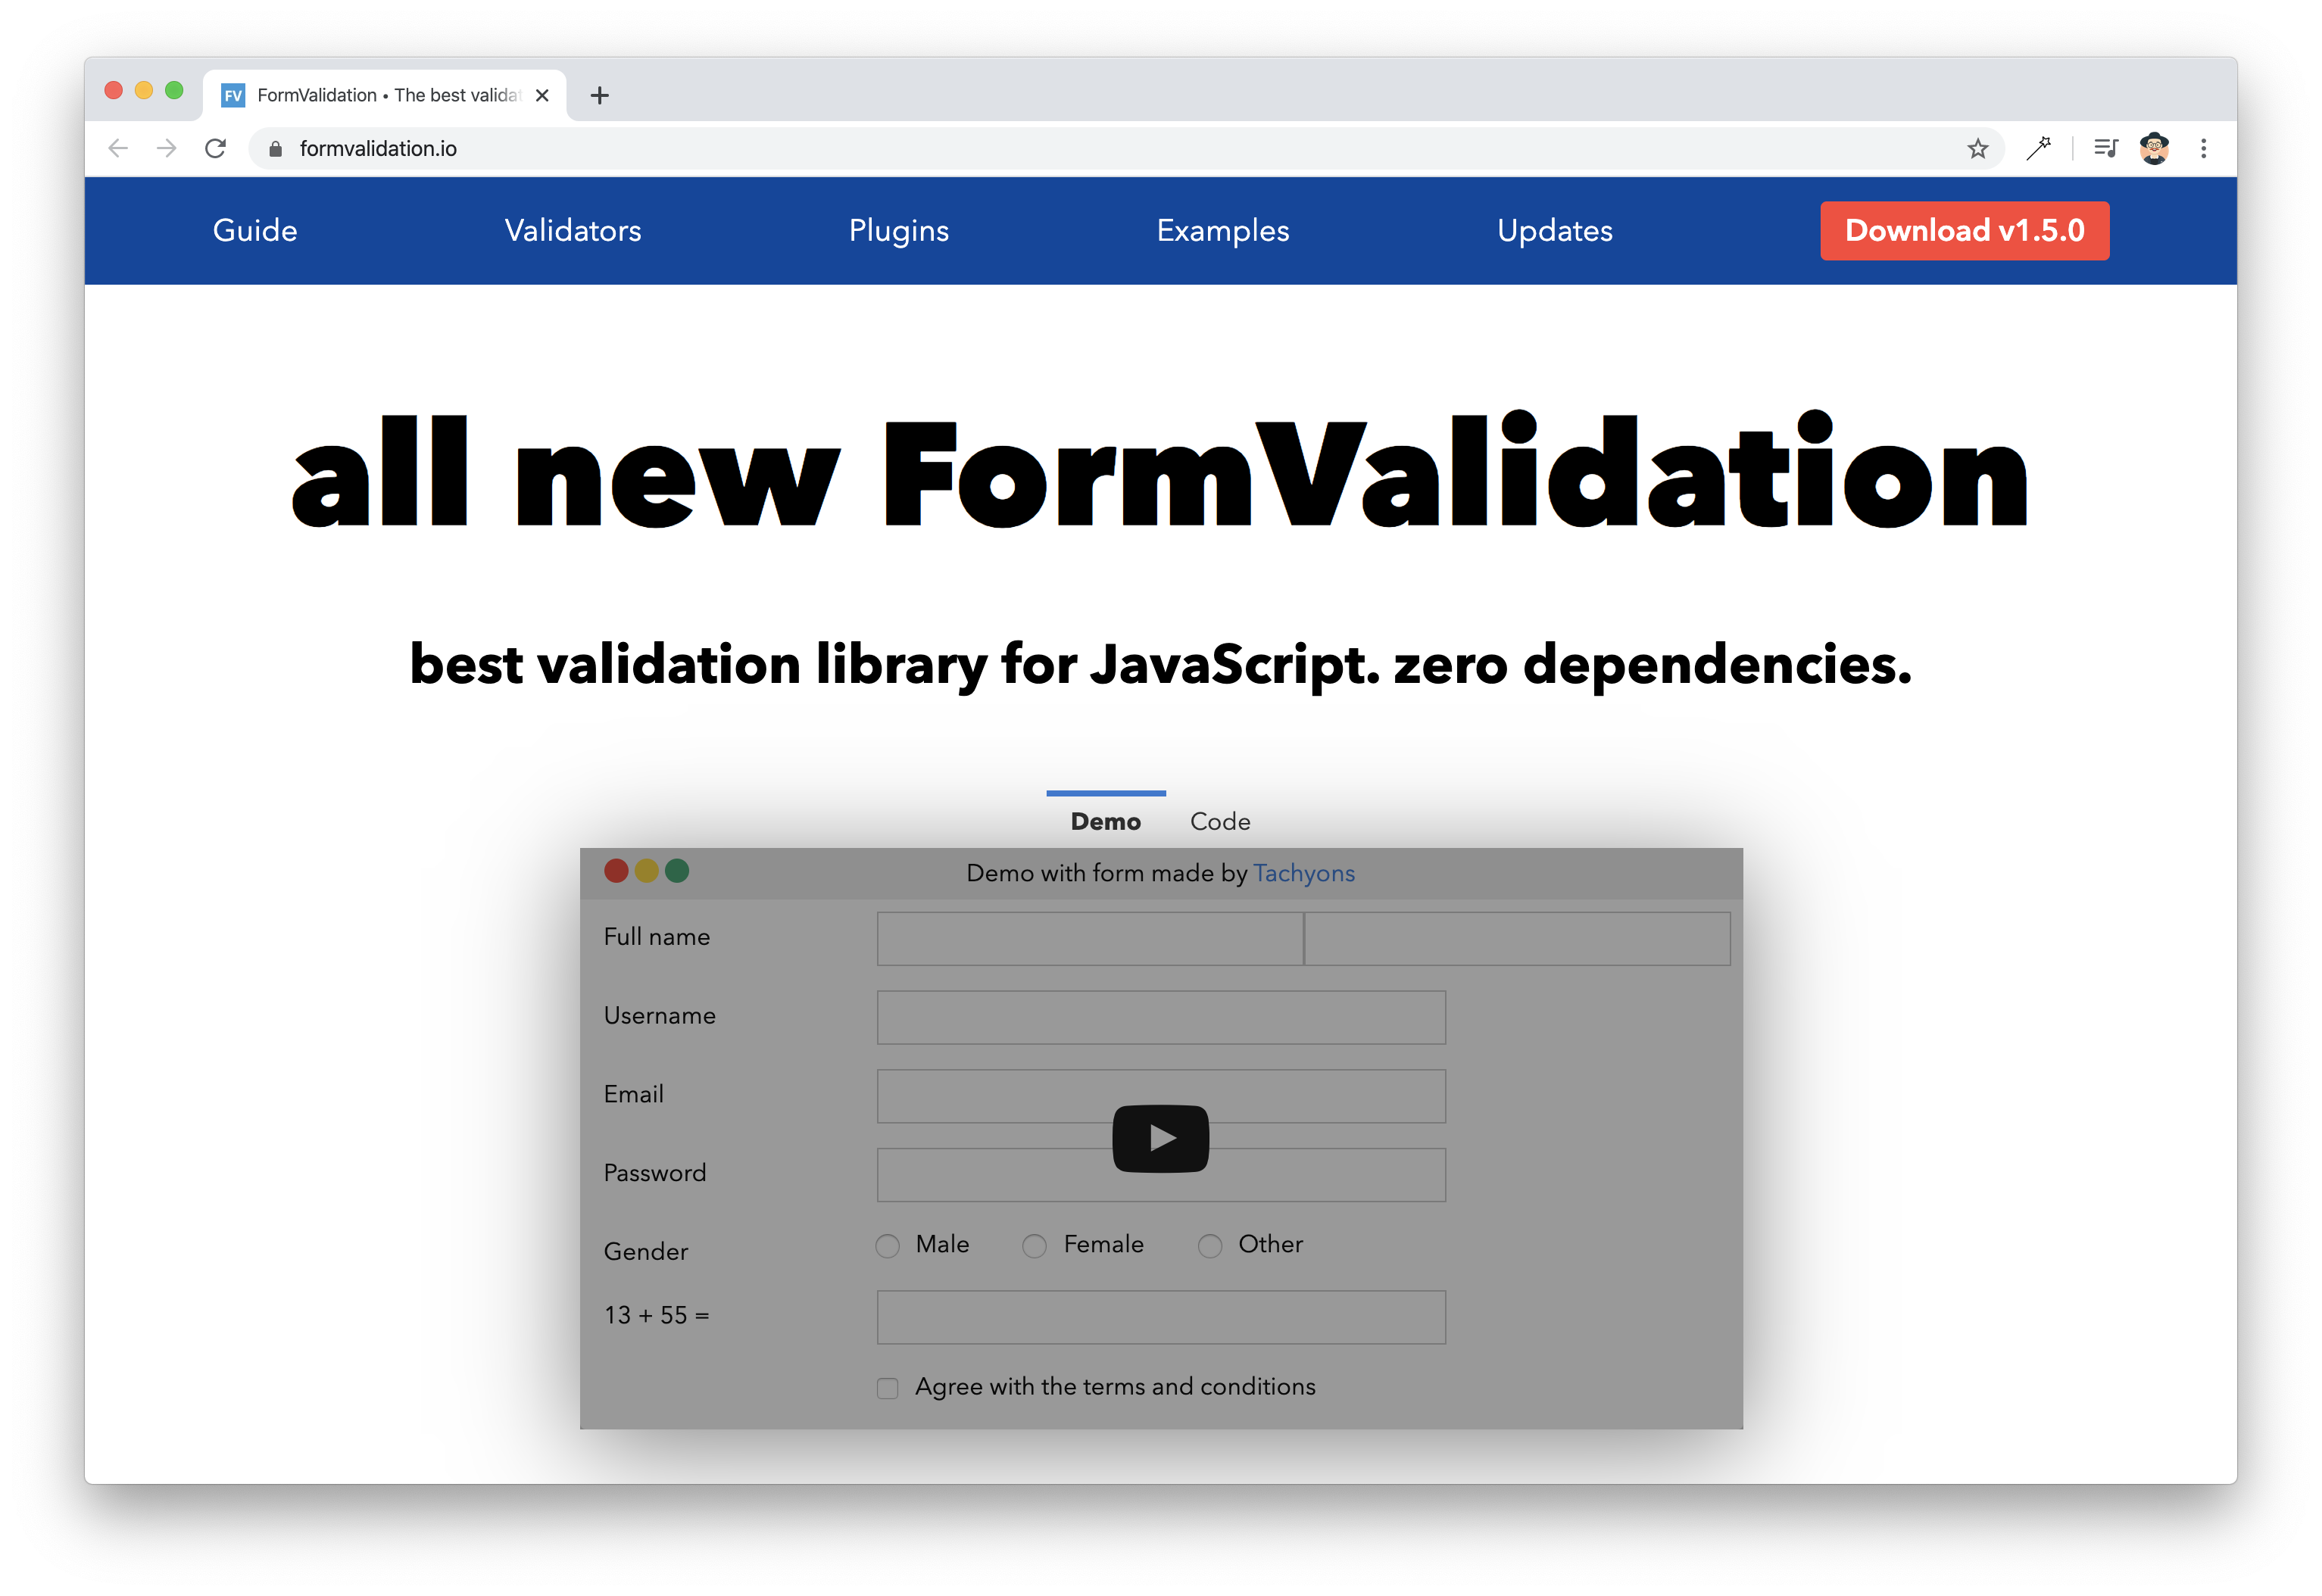 FV FormValidation • The best validat
formvalidation.io
Guide Validators Plugins Examples Updates Download v1.5.0
all new FormValidation
best validation library for JavaScript. zero dependencies.
Demo Code
Demo with form made by Tachyons
Full name
Username
Email
Password
Gender Male Female Other
13 + 55 =
Agree with the terms and conditions